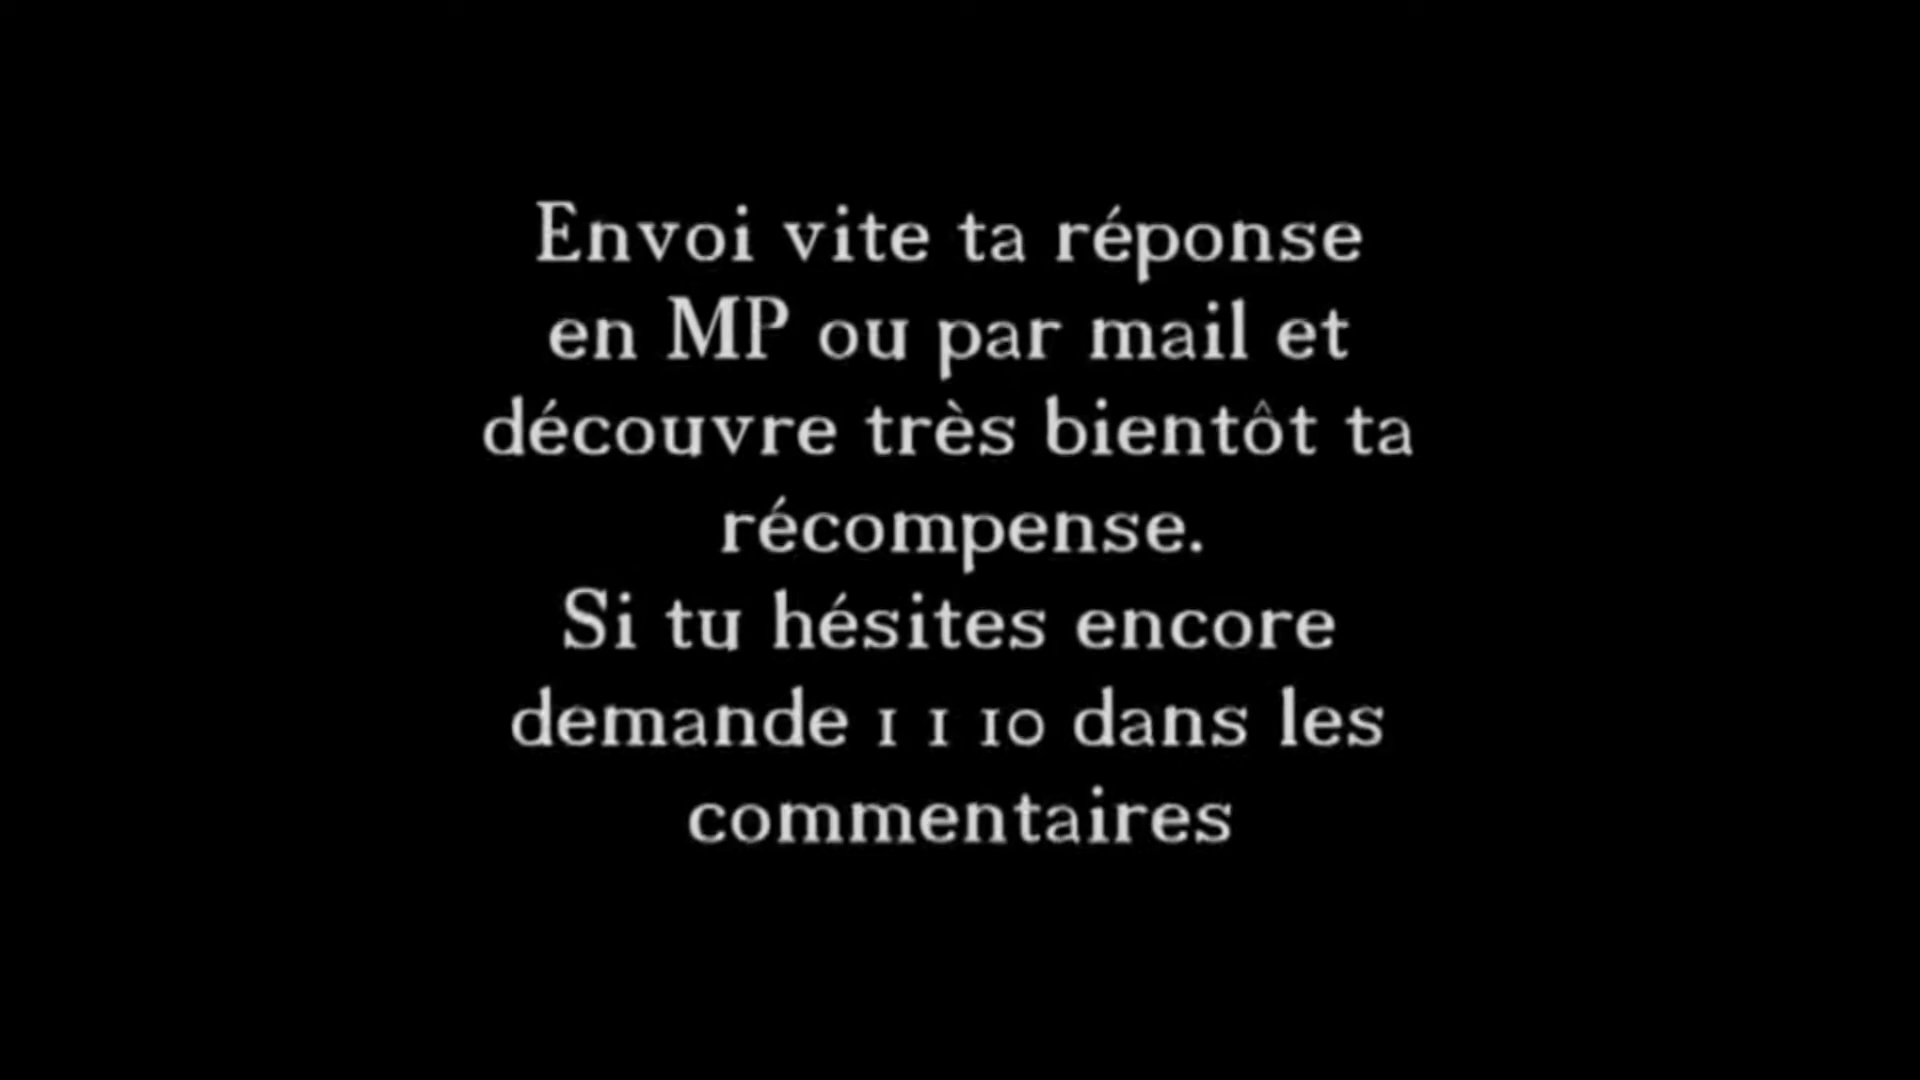 Envoi vite ta réponse
en MP ou par mail et
découvre très bientôt ta
récompense.
Si tu hésites encore
demande 1 1 10 dans les
commentaires